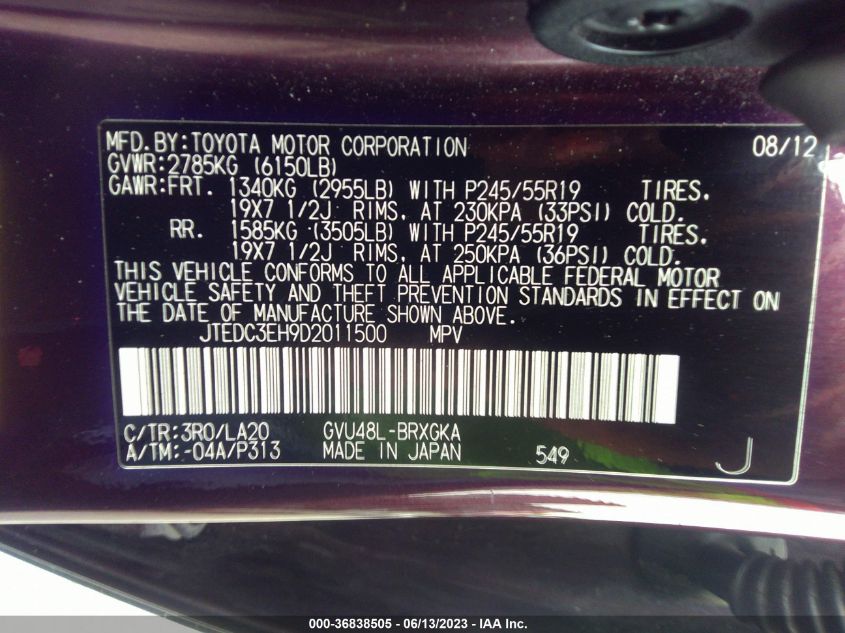 MFD.BY:TOYOTA MOTOR CORPORATION 08/12
GVWR:2785KG (6150LB)
GAWR:FRT. 1340KG (2955LB) WITH P245/55R19 TIRES.
19X7 1/2J RIMS, AT 230KPA (33PSI) COLD.
RR. 1585KG (3505LB) WITH P245/55R19 TIRES.
19X7 1/2J RIMS, AT 250KPA (36PSI) COLD.
THIS VEHICLE CONFORMS TO ALL APPLICABLE FEDERAL MOTOR
VEHICLE SAFETY AND THEFT PREVENTION STANDARDS IN EFFECT ON
THE DATE OF MANUFACTURE SHOWN ABOVE.
JTEDC3EH9D2011500 MPV
C/TR:3R0/LA20 GVU48L-BRXGKA
A/TM:-04A/P313 MADE IN JAPAN 549 J
000-36838505 - 06/13/2023 - IAA Inc.